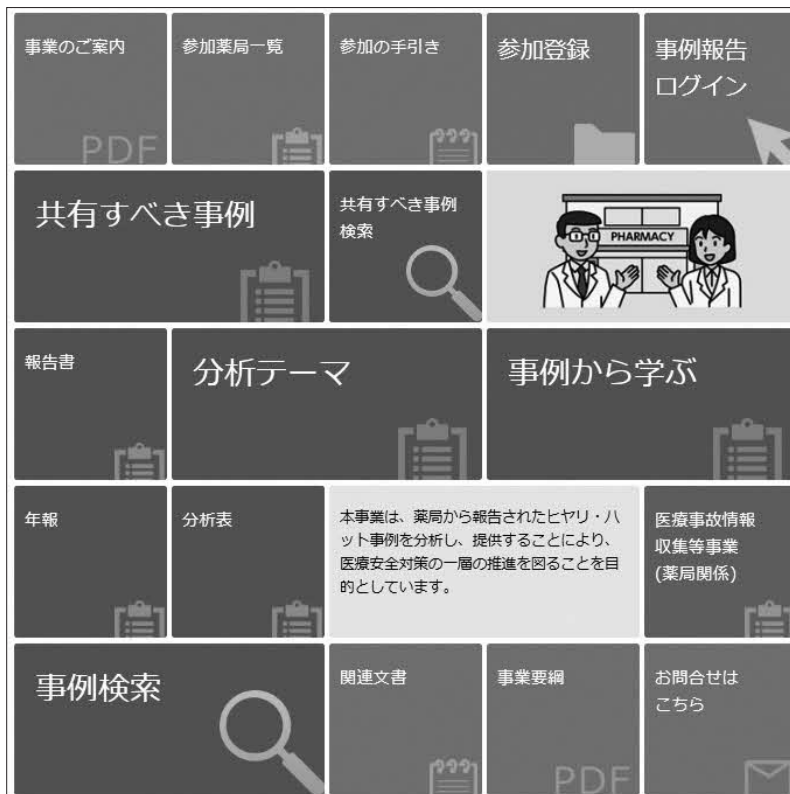 事業のご案内
PDF
参加薬局一覧
参加の手引き
参加登録
事例報告
ログイン
共有すべき事例
共有すべき事例
検索
PHARMACY
報告書
分析テーマ
事例から学ぶ
年報
分析表
本事業は、薬局から報告されたヒヤリ・ハ
ット事例を分析し、提供することにより、
医療安全対策の一層の推進を図ることを目
的としています。
医療事故情報
収集等事業
(薬局関係)
事例検索
関連文書
事業要綱
PDF
お問合せは
こちら